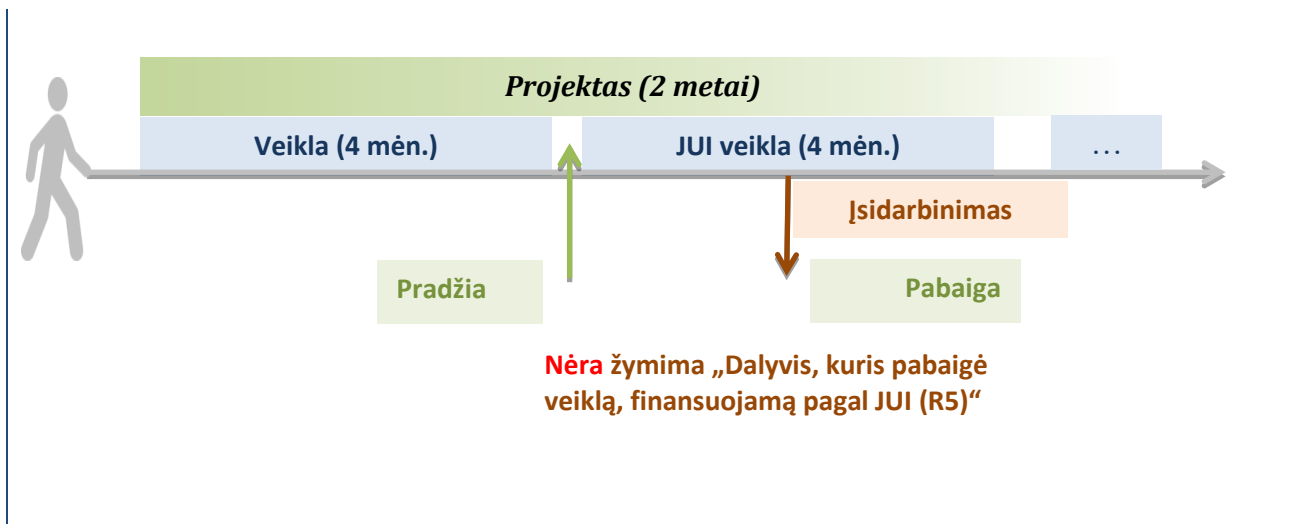 Projektas (2 metai)
Veikla (4 mėn.)
JUI veikla (4 mėn.)
...
Įsidarbinimas
Pradžia
Pabaiga
Nėra žymima „Dalyvis, kuris pabaigė
veiklą, finansuojamą pagal JUI (R5)“